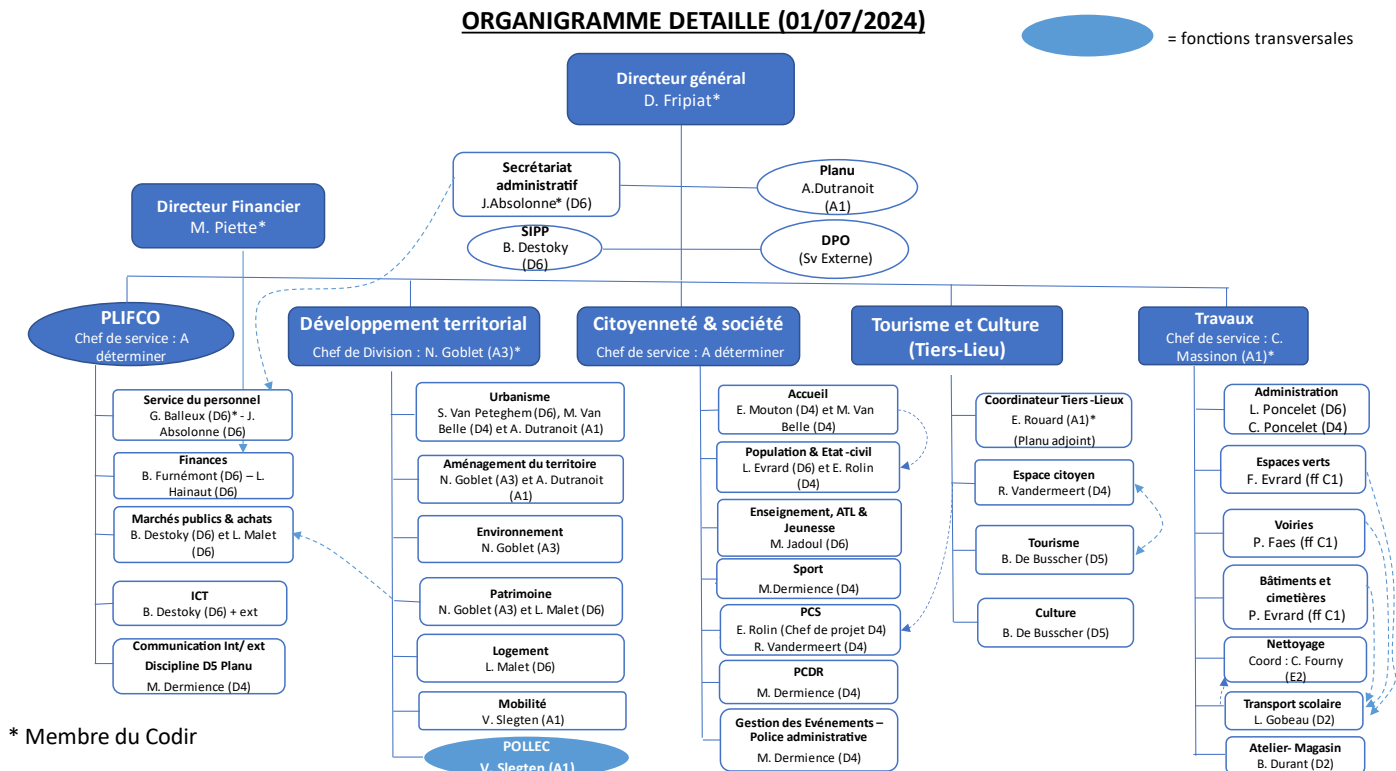 ORGANIGRAMME DETAILLE (01/07/2024)
= fonctions transversales
Directeur général
D. Fripiat*
Secrétariat
administratif
J.Absolonne* (D6)
Planu
A.Dutranoit
(A1)
Directeur Financier
M. Piette*
SIPP
B. Destoky
(D6)
DPO
(Sv Externe)
PLIFCO
Chef de service : A
déterminer
Service du personnel
G. Balleux (D6)* - J.
Absolonne (D6)
Finances
B. Furnémont (D6) – L.
Hainaut (D6)
Marchés publics & achats
B. Destoky (D6) et L. Malet
(D6)
ICT
B. Destoky (D6) + ext
Communication Int/ ext
Discipline D5 Planu
M. Dermience (D4)
Développement territorial
Chef de Division : N. Goblet (A3)*
Urbanisme
S. Van Peteghem (D6), M. Van
Belle (D4) et A. Dutranoit (A1)
Aménagement du territoire
N. Goblet (A3) et A. Dutranoit
(A1)
Environnement
N. Goblet (A3)
Patrimoine
N. Goblet (A3) et L. Malet (D6)
Logement
L. Malet (D6)
Mobilité
V. Slegten (A1)
POLLEC
V. Slegten (A1)
Citoyenneté & société
Chef de service : A déterminer
Accueil
E. Mouton (D4) et M. Van
Belle (D4)
Population & Etat -civil
L. Evrard (D6) et E. Rolin
(D4)
Enseignement, ATL &
Jeunesse
M. Jadoul (D6)
Sport
M.Dermience (D4)
PCS
E. Rolin (Chef de projet D4)
R. Vandermeert (D4)
PCDR
M. Dermience (D4)
Gestion des Evénements –
Police administrative
M. Dermience (D4)
Tourisme et Culture
(Tiers-Lieu)
Coordinateur Tiers -Lieux
E. Rouard (A1)*
(Planu adjoint)
Espace citoyen
R. Vandermeert (D4)
Tourisme
B. De Busscher (D5)
Culture
B. De Busscher (D5)
Travaux
Chef de service : C.
Massinon (A1)*
Administration
L. Poncelet (D6)
C. Poncelet (D4)
Espaces verts
F. Evrard (ff C1)
Voiries
P. Faes (ff C1)
Bâtiments et
cimetières
P. Evrard (ff C1)
Nettoyage
Coord : C. Fourny
(E2)
Transport scolaire
L. Gobeau (D2)
Atelier- Magasin
B. Durant (D2)
* Membre du Codir